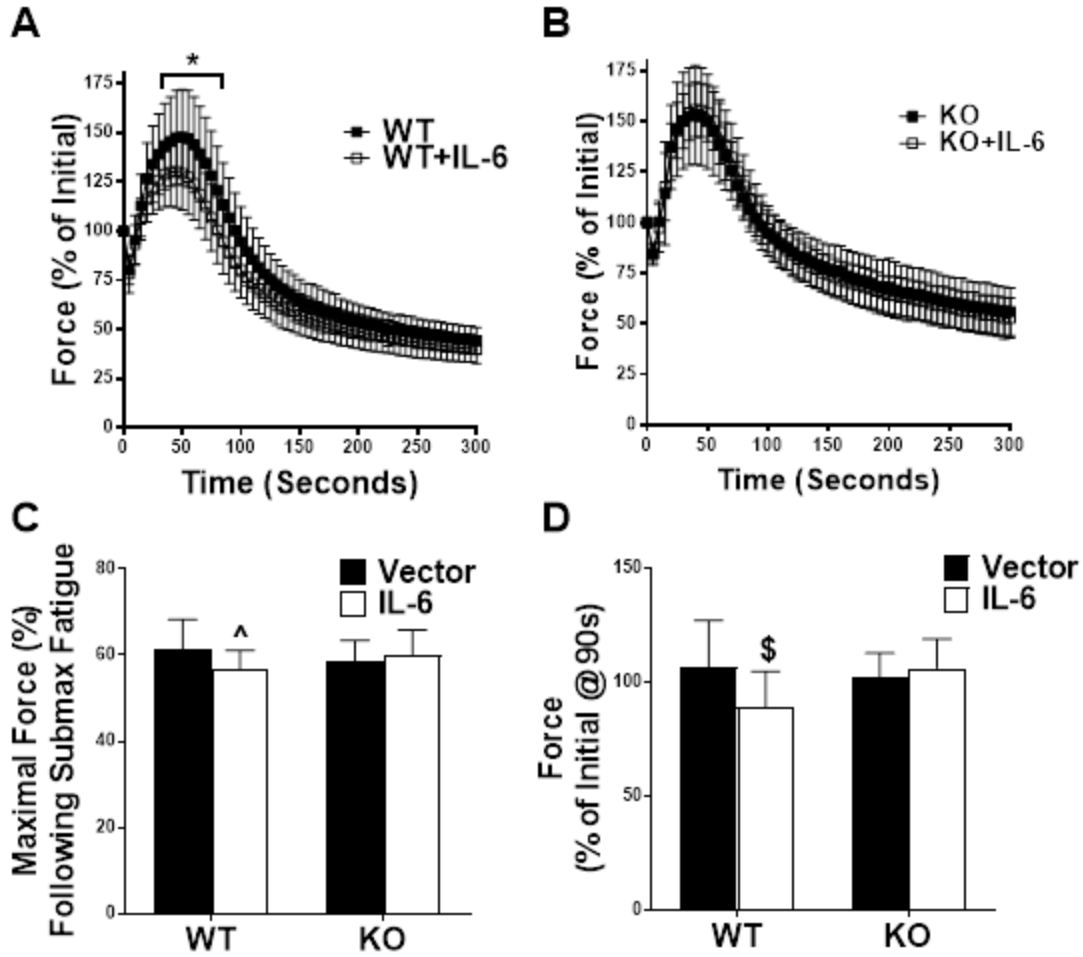 A
*
Force (% of Initial)
175
150
125
100
75
50
25
0
0 50 100 150 200 250 300
Time (Seconds)
WT
WT+IL-6
B
Force (% of Initial)
175
150
125
100
75
50
25
0
0 50 100 150 200 250 300
Time (Seconds)
KO
KO+IL-6
C
Maximal Force (%)
Following Submax Fatigue
80
60
40
20
0
Vector
IL-6
^
WT KO
D
Force
(% of Initial @90s)
150
100
50
0
Vector
IL-6
$
WT KO